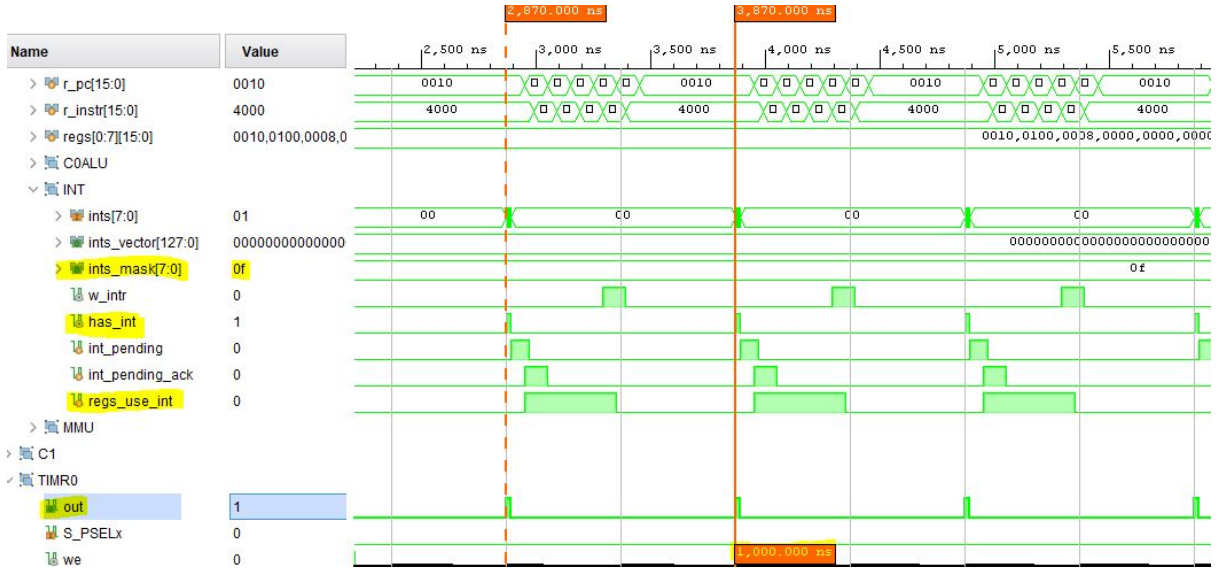 2,870.000 ns 3,870.000 ns
Name Value 2,500 ns 3,000 ns 3,500 ns 4,000 ns 4,500 ns 5,000 ns 5,500 ns
r_pc[15:0] 0010 0010 0010 0010 0010
r_instr[15:0] 4000 4000 4000 4000 4000
regs[0:7][15:0] 0010,0100,0008,0 0010,0100,0008,0000,0000,0000
C0ALU
INT
ints[7:0] 01 00 00 00 00
ints_vector[127:0] 00000000000000 0000000000000000000000000
ints_mask[7:0] 0f 0f
w_intr 0
has_int 1
int_pending 0
int_pending_ack 0
regs_use_int 0
MMU
C1
TIMR0
out 1
S_PSELx 0
we 0 1,000.000 ns